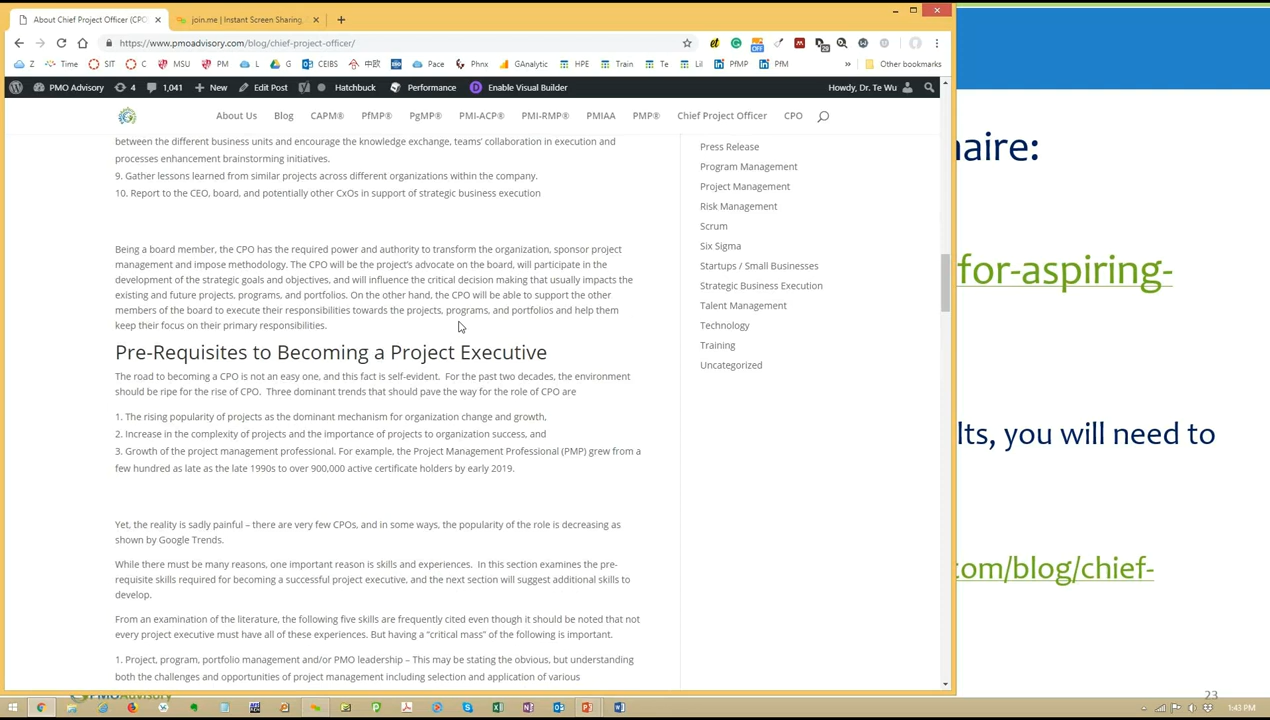 About Chief Project Officer (CPO
join.me | Instant Screen Sharing,
https://www.pmoadvisory.com/blog/chief-project-officer/
Z
Time
SIT
C
MSU
PM
L
G
CEIBS
中欧
Pace
Phnx
GAnalytic
HPE
Train
Te
Lil
PfMP
PfM
»
Other bookmarks
PMO Advisory
4
1,041
New
Edit Post
Hatchbuck
Performance
Enable Visual Builder
Howdy, Dr. Te Wu
About Us
Blog
CAPM®
PfMP®
PgMP®
PMI-ACP®
PMI-RMP®
PMIAA
PMP®
Chief Project Officer
CPO
between the different business units and encourage the knowledge exchange, teams' collaboration in execution and
processes enhancement brainstorming initiatives.
9. Gather lessons learned from similar projects across different organizations within the company.
10. Report to the CEO, board, and potentially other CxOs in support of strategic business execution
Being a board member, the CPO has the required power and authority to transform the organization, sponsor project
management and impose methodology. The CPO will be the project's advocate on the board, will participate in the
development of the strategic goals and objectives, and will influence the critical decision making that usually impacts the
existing and future projects, programs, and portfolios. On the other hand, the CPO will be able to support the other
members of the board to execute their responsibilities towards the projects, programs, and portfolios and help them
keep their focus on their primary responsibilities.
Pre-Requisites to Becoming a Project Executive
The road to becoming a CPO is not an easy one, and this fact is self-evident. For the past two decades, the environment
should be ripe for the rise of CPO. Three dominant trends that should pave the way for the role of CPO are
1. The rising popularity of projects as the dominant mechanism for organization change and growth,
2. Increase in the complexity of projects and the importance of projects to organization success, and
3. Growth of the project management professional. For example, the Project Management Professional (PMP) grew from a
few hundred as late as the late 1990s to over 900,000 active certificate holders by early 2019.
Yet, the reality is sadly painful – there are very few CPOs, and in some ways, the popularity of the role is decreasing as
shown by Google Trends.
While there must be many reasons, one important reason is skills and experiences. In this section examines the pre-
requisite skills required for becoming a successful project executive, and the next section will suggest additional skills to
develop.
From an examination of the literature, the following five skills are frequently cited even though it should be noted that not
every project executive must have all of these experiences. But having a "critical mass" of the following is important.
1. Project, program, portfolio management and/or PMO leadership – This may be stating the obvious, but understanding
both the challenges and opportunities of project management including selection and application of various
Press Release
Program Management
Project Management
Risk Management
Scrum
Six Sigma
Startups / Small Businesses
Strategic Business Execution
Talent Management
Technology
Training
Uncategorized
naire:
for-aspiring-
lts, you will need to
com/blog/chief-
PMOAdvisory
23
1:43 PM